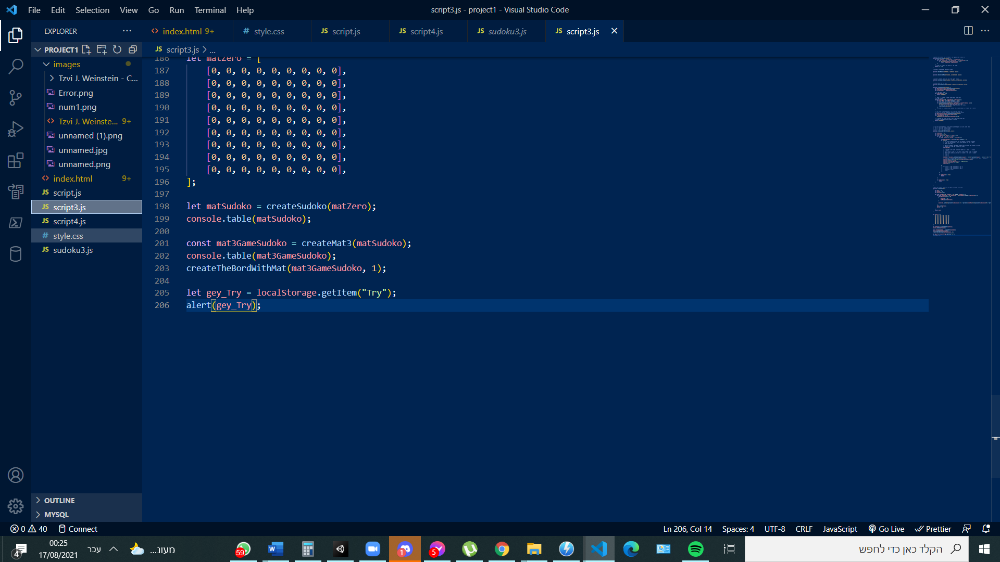 File Edit Selection View Go Run Terminal Help
script3.js - project1 - Visual Studio Code
EXPLORER
index.html 9+
style.css
JS script.js
JS script4.js
JS sudoku3.js
JS script3.js
PROJECT1
JS script3.js > ...
images
Tzvi J. Weinstein - C...
Error.png
num1.png
Tzvi J. Weinste... 9+
unnamed (1).png
unnamed.jpg
unnamed.png
index.html 9+
JS script.js
JS script3.js
JS script4.js
# style.css
JS sudoku3.js
OUTLINE
MYSQL
186 let matZero = [
187 [0, 0, 0, 0, 0, 0, 0, 0, 0],
188 [0, 0, 0, 0, 0, 0, 0, 0, 0],
189 [0, 0, 0, 0, 0, 0, 0, 0, 0],
190 [0, 0, 0, 0, 0, 0, 0, 0, 0],
191 [0, 0, 0, 0, 0, 0, 0, 0, 0],
192 [0, 0, 0, 0, 0, 0, 0, 0, 0],
193 [0, 0, 0, 0, 0, 0, 0, 0, 0],
194 [0, 0, 0, 0, 0, 0, 0, 0, 0],
195 [0, 0, 0, 0, 0, 0, 0, 0, 0],
196 ];
197
198 let matSudoko = createSudoko(matZero);
199 console.table(matSudoko);
200
201 const mat3GameSudoko = createMat3(matSudoko);
202 console.table(mat3GameSudoko);
203 createTheBordWithMat(mat3GameSudoko, 1);
204
205 let gey_Try = localStorage.getItem("Try");
206 alert(gey_Try);
0 40 Connect
Ln 206, Col 14 Spaces: 4 UTF-8 CRLF JavaScript Go Live Prettier
4
00:25
17/08/2021
עבר
מעונ...
59
1
5
הקלד כאן כדי לחפש